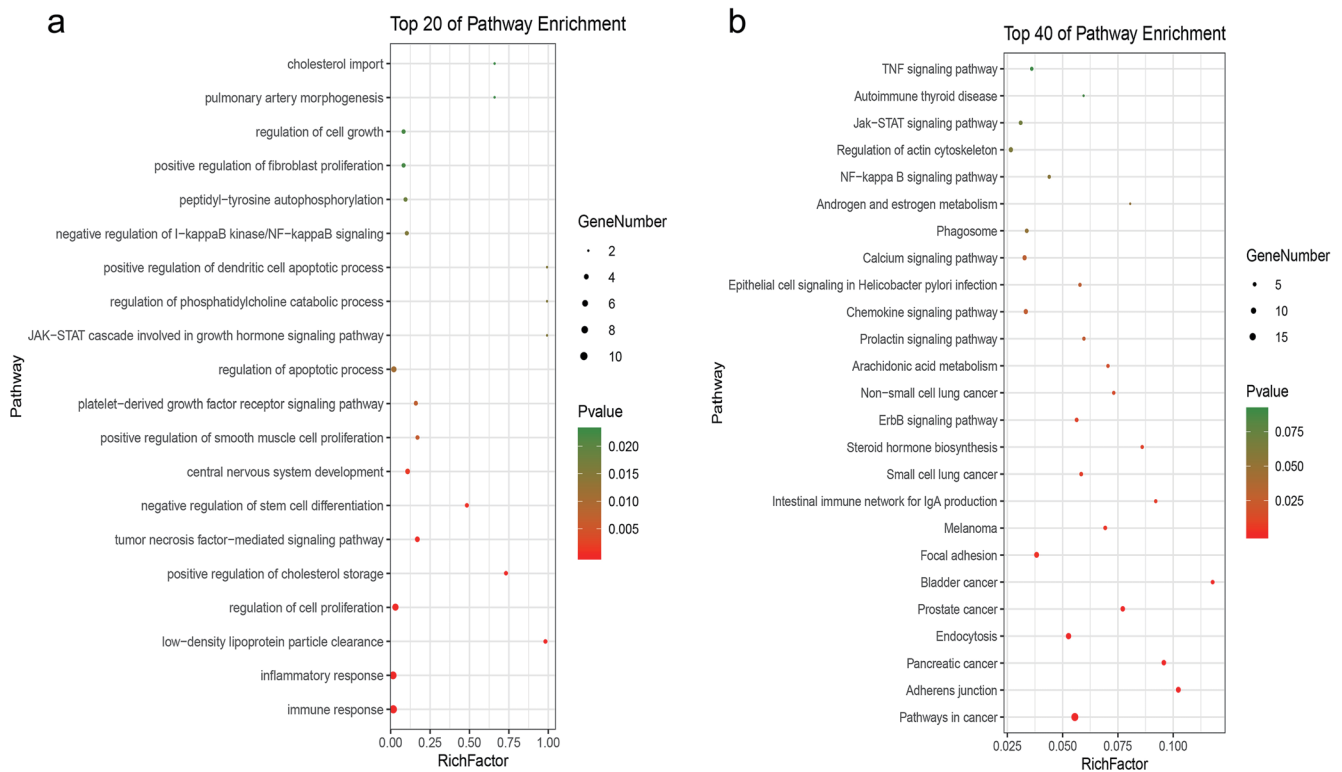 a
Top 20 of Pathway Enrichment
Pathway
cholesterol import
pulmonary artery morphogenesis
regulation of cell growth
positive regulation of fibroblast proliferation
peptidyl−tyrosine autophosphorylation
negative regulation of I−kappaB kinase/NF−kappaB signaling
positive regulation of dendritic cell apoptotic process
regulation of phosphatidylcholine catabolic process
JAK−STAT cascade involved in growth hormone signaling pathway
regulation of apoptotic process
platelet−derived growth factor receptor signaling pathway
positive regulation of smooth muscle cell proliferation
central nervous system development
negative regulation of stem cell differentiation
tumor necrosis factor−mediated signaling pathway
positive regulation of cholesterol storage
regulation of cell proliferation
low−density lipoprotein particle clearance
inflammatory response
immune response
0.00 0.25 0.50 0.75 1.00
RichFactor
GeneNumber
2
4
6
8
10
Pvalue
0.020
0.015
0.010
0.005
b
Top 40 of Pathway Enrichment
Pathway
TNF signaling pathway
Autoimmune thyroid disease
Jak−STAT signaling pathway
Regulation of actin cytoskeleton
NF−kappa B signaling pathway
Androgen and estrogen metabolism
Phagosome
Calcium signaling pathway
Epithelial cell signaling in Helicobacter pylori infection
Chemokine signaling pathway
Prolactin signaling pathway
Arachidonic acid metabolism
Non−small cell lung cancer
ErbB signaling pathway
Steroid hormone biosynthesis
Small cell lung cancer
Intestinal immune network for IgA production
Melanoma
Focal adhesion
Bladder cancer
Prostate cancer
Endocytosis
Pancreatic cancer
Adherens junction
Pathways in cancer
0.025 0.050 0.075 0.100
RichFactor
GeneNumber
5
10
15
Pvalue
0.075
0.050
0.025